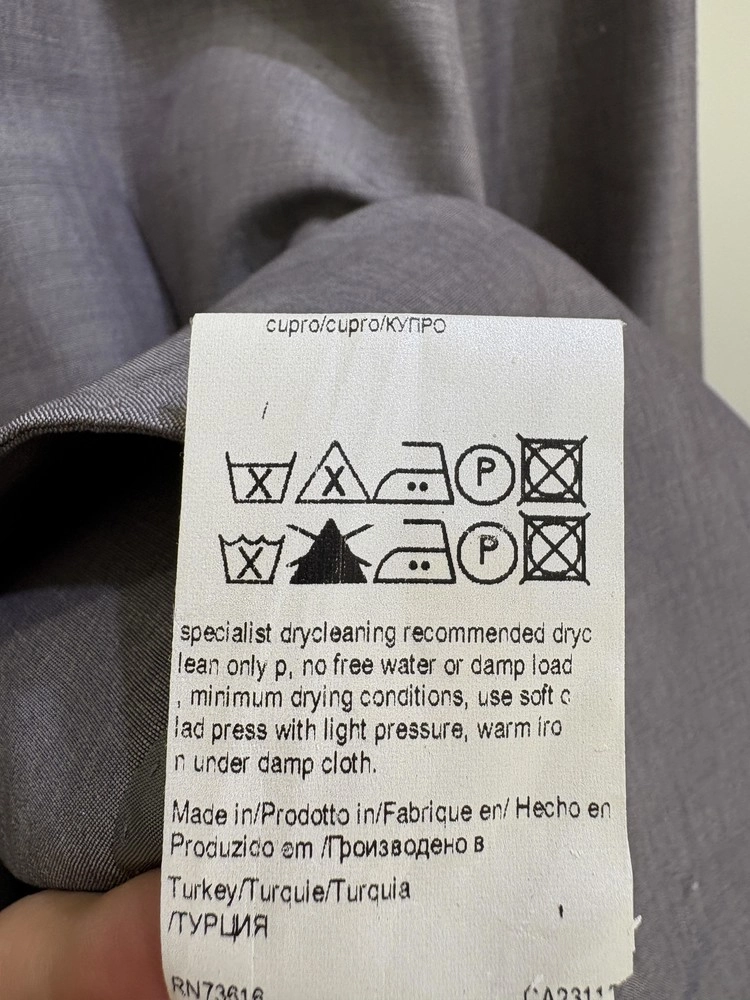 cupro/cupro/КУПРО
X X P
X P
specialist drycleaning recommended dryc
lean only p, no free water or damp load
, minimum drying conditions, use soft c
lad press with light pressure, warm iro
n under damp cloth.
Made in/Prodotto in/Fabrique en/ Hecho en
Produzido em /Произведено в
Turkey/Turquie/Turquia
/ТУРЦИЯ
RN73616